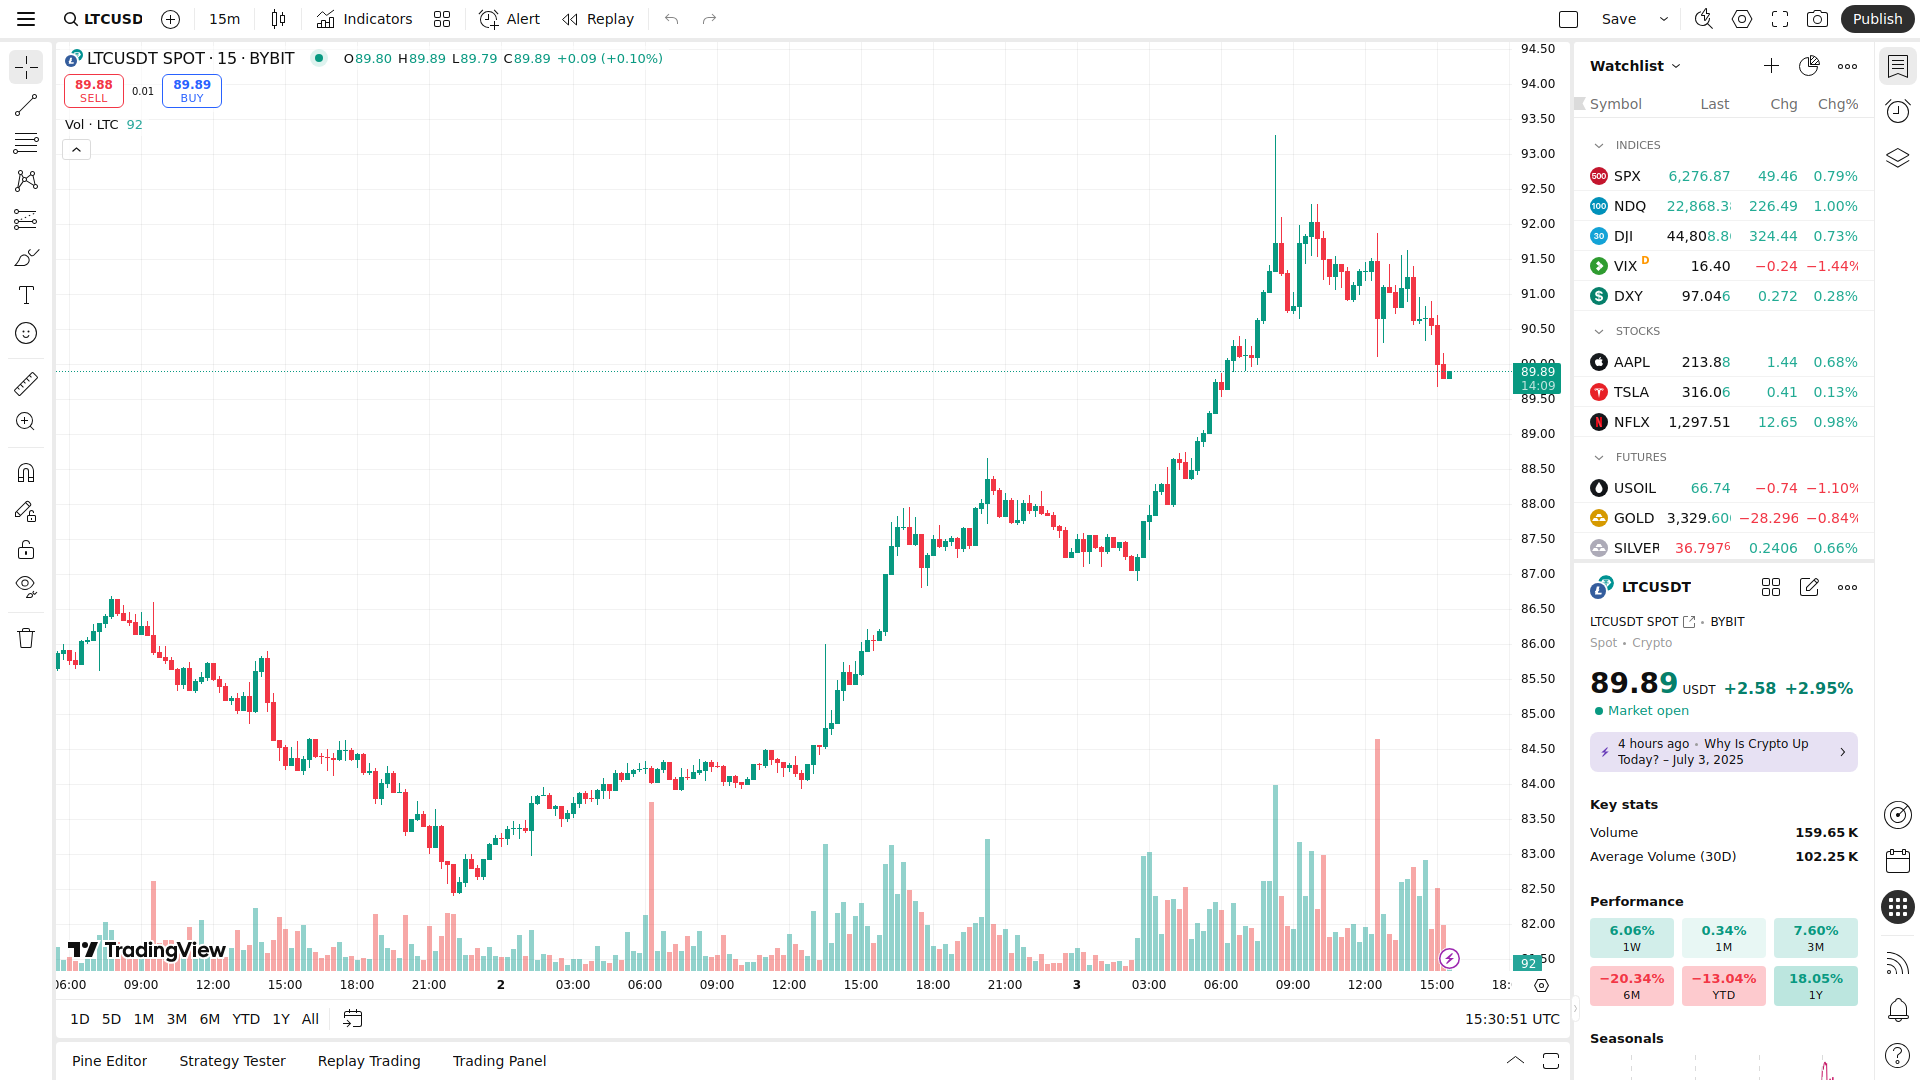 LTCUSD
15m
Indicators
Alert
Replay
Save
Publish
LTCUSDT SPOT · 15 · BYBIT
O89.80 H89.89 L89.79 C89.89 +0.09 (+0.10%)
89.88
SELL
0.01
89.89
BUY
Vol · LTC 92
94.50
94.00
93.50
93.00
92.50
92.00
91.50
91.00
90.50
89.89
14:09
89.50
89.00
88.50
88.00
87.50
87.00
86.50
86.00
85.50
85.00
84.50
84.00
83.50
83.00
82.50
82.00
92
TradingView
06:00 09:00 12:00 15:00 18:00 21:00 2 03:00 06:00 09:00 12:00 15:00 18:00 21:00 3 03:00 06:00 09:00 12:00 15:00 18:
1D 5D 1M 3M 6M YTD 1Y All
15:30:51 UTC
Pine Editor
Strategy Tester
Replay Trading
Trading Panel
Watchlist
Symbol Last Chg Chg%
INDICES
500 SPX 6,276.87 49.46 0.79%
100 NDQ 22,868.3 226.49 1.00%
30 DJI 44,808.8 324.44 0.73%
VIX D 16.40 −0.24 −1.44%
$ DXY 97.046 0.272 0.28%
STOCKS
AAPL 213.88 1.44 0.68%
TSLA 316.06 0.41 0.13%
N NFLX 1,297.51 12.65 0.98%
FUTURES
USOIL 66.74 −0.74 −1.10%
GOLD 3,329.60 −28.296 −0.84%
SILVER 36.7976 0.2406 0.66%
LTCUSDT
LTCUSDT SPOT • BYBIT
Spot • Crypto
89.89 USDT +2.58 +2.95%
Market open
4 hours ago • Why Is Crypto Up
Today? – July 3, 2025
Key stats
Volume 159.65 K
Average Volume (30D) 102.25 K
Performance
6.06%
1W
0.34%
1M
7.60%
3M
−20.34%
6M
−13.04%
YTD
18.05%
1Y
Seasonals